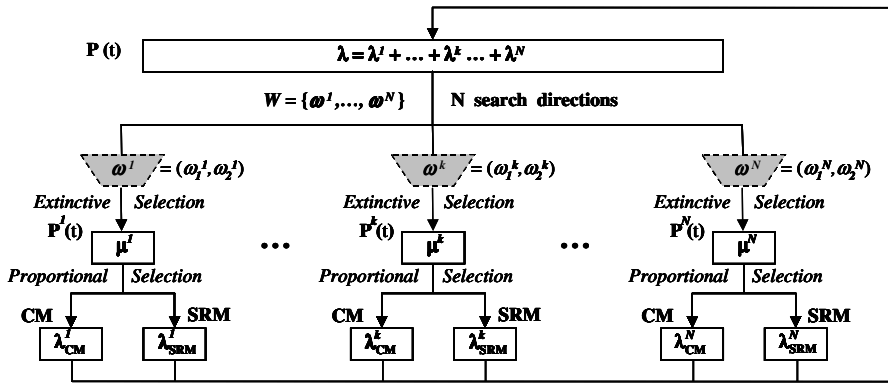 P (t)
λ = λ¹ + … + λᵏ … + λᴺ
W = {ω¹,…, ωᴺ} N search directions
ω¹ = (ω₁¹, ω₂¹) ωᵏ = (ω₁ᵏ, ω₂ᵏ) ωᴺ = (ω₁ᴺ, ω₂ᴺ)
Extinctive Selection Extinctive Selection Extinctive Selection
P¹(t) Pᵏ(t) Pᴺ(t)
μ¹ … μᵏ … μᴺ
Proportional Selection Proportional Selection Proportional Selection
CM SRM CM SRM CM SRM
λ¹CM λ¹SRM λᵏCM λᵏSRM λᴺCM λᴺSRM